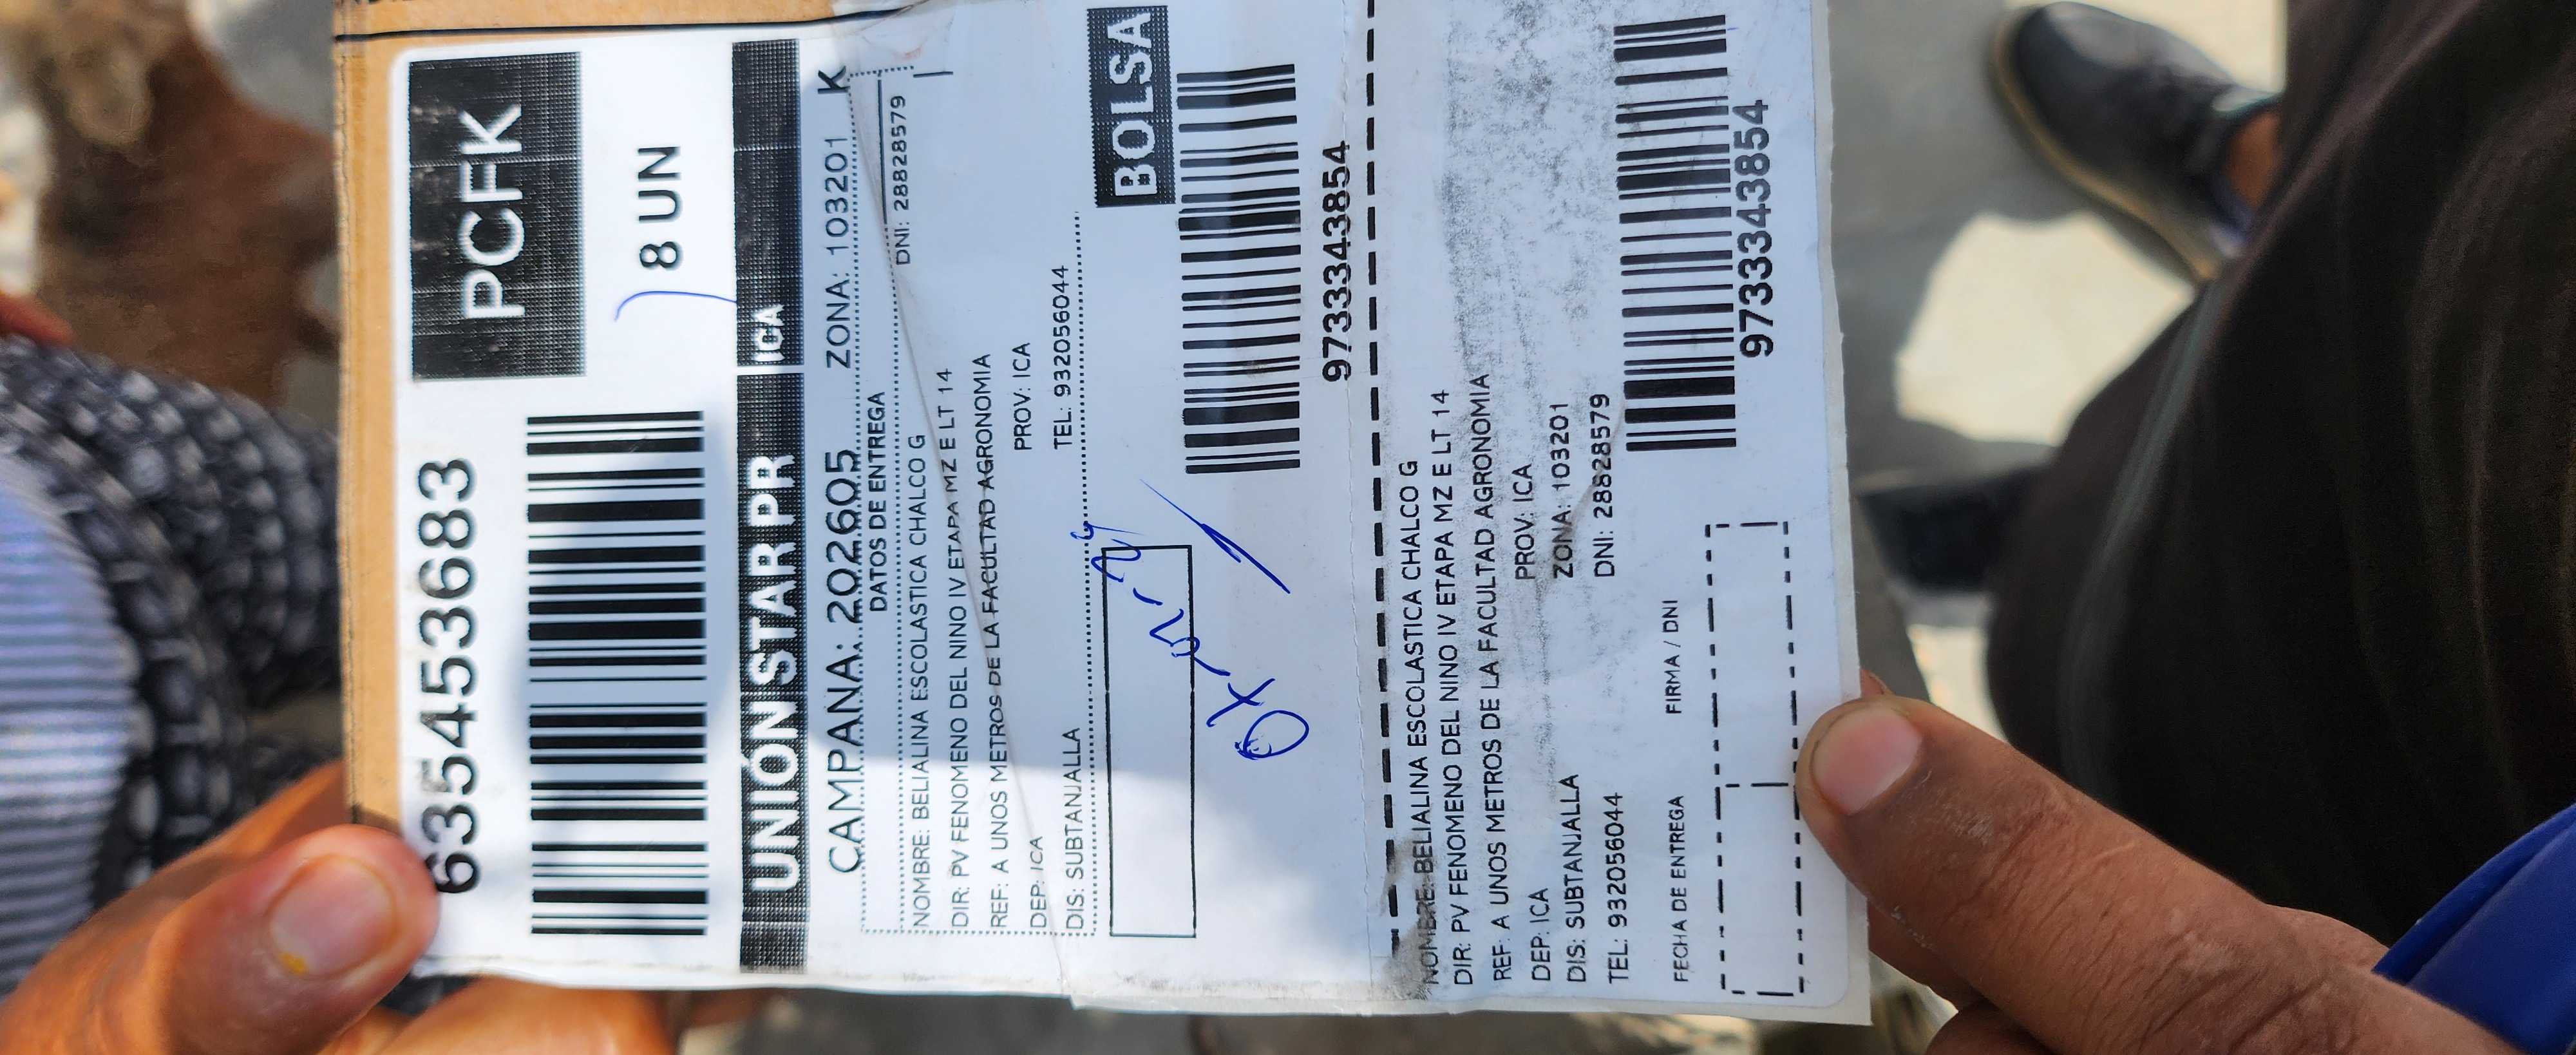 6335453683
PCFK
8 UN
UNIÓN STAR PR ICA
CAMPAÑA: 202605 ZONA: 103201 K
DATOS DE ENTREGA
NOMBRE: BELIALINA ESCOLASTICA CHALCO G DNI: 28828579
DIR: PV FENOMENO DEL NINO IV ETAPA MZ E LT 14
REF: A UNOS METROS DE LA FACULTAD AGRONOMIA
DEP: ICA PROV: ICA
DIS: SUBTANJALLA TEL: 932056044
BOLSA
9733343854
NOMBRE: BELIALINA ESCOLASTICA CHALCO G
DIR: PV FENOMENO DEL NINO IV ETAPA MZ E LT 14
REF: A UNOS METROS DE LA FACULTAD AGRONOMIA
DEP: ICA PROV: ICA
DIS: SUBTANJALLA ZONA: 103201
TEL: 932056044 DNI: 28828579
FECHA DE ENTREGA FIRMA / DNI
9733343854